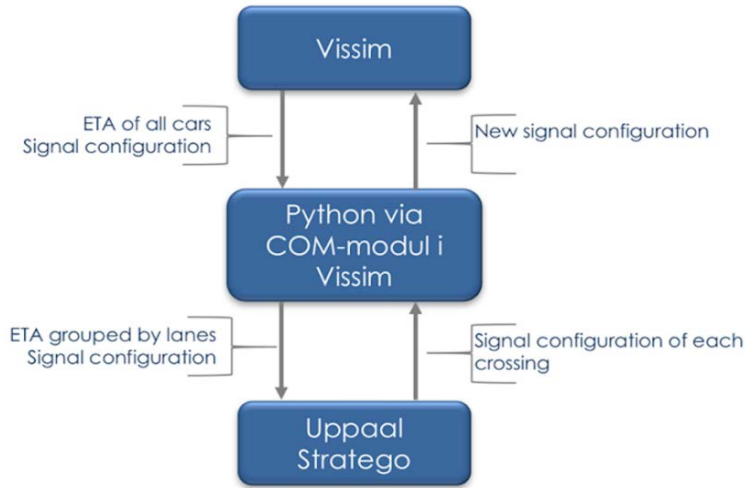 Vissim
ETA of all cars
Signal configuration
New signal configuration
Python via
COM-modul i
Vissim
ETA grouped by lanes
Signal configuration
Signal configuration of each
crossing
Uppaal
Stratego